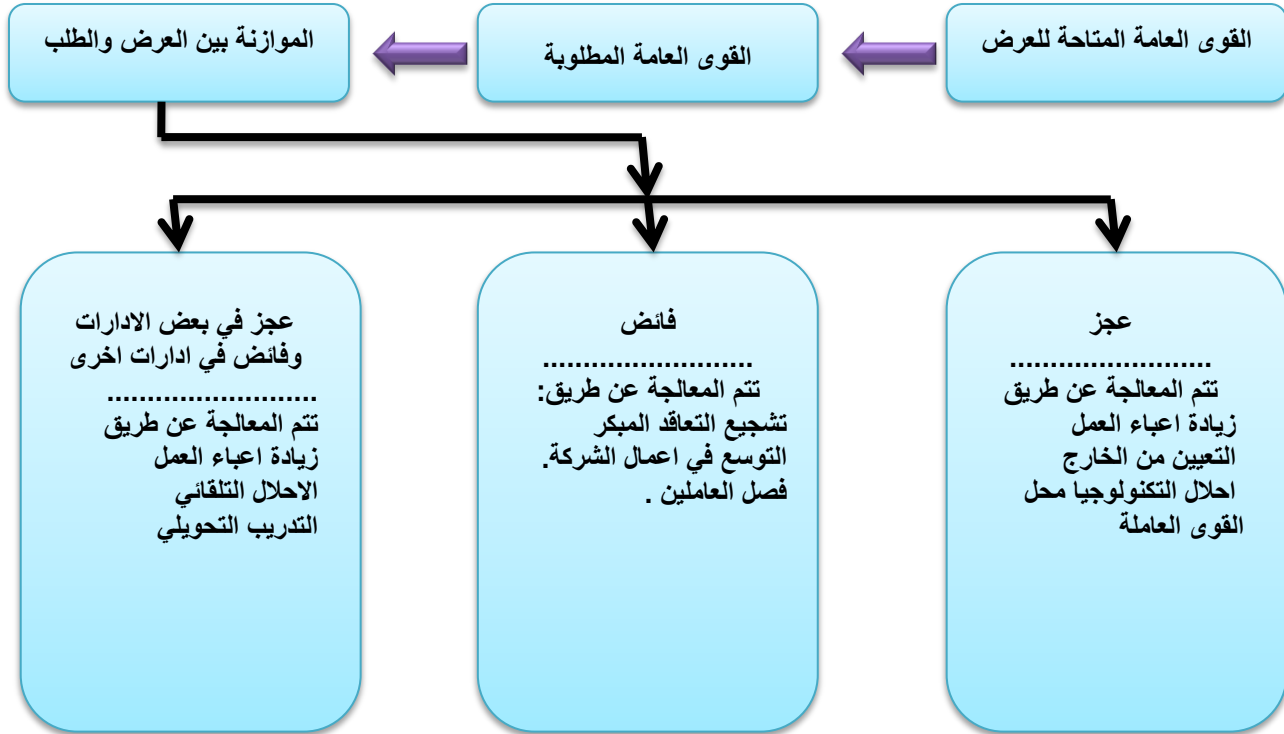 القوى العامة المتاحة للعرض
القوى العامة المطلوبة
الموازنة بين العرض والطلب
عجز
.........................
تتم المعالجة عن طريق
زيادة اعباء العمل
التعيين من الخارج
احلال التكنولوجيا محل
القوى العاملة
فائض
..........................
تتم المعالجة عن طريق:
تشجيع التعاقد المبكر
التوسع في اعمال الشركة.
فصل العاملين .
عجز في بعض الادارات
وفائض في ادارات اخرى
..........................
تتم المعالجة عن طريق
زيادة اعباء العمل
الاحلال التلقائي
التدريب التحويلي